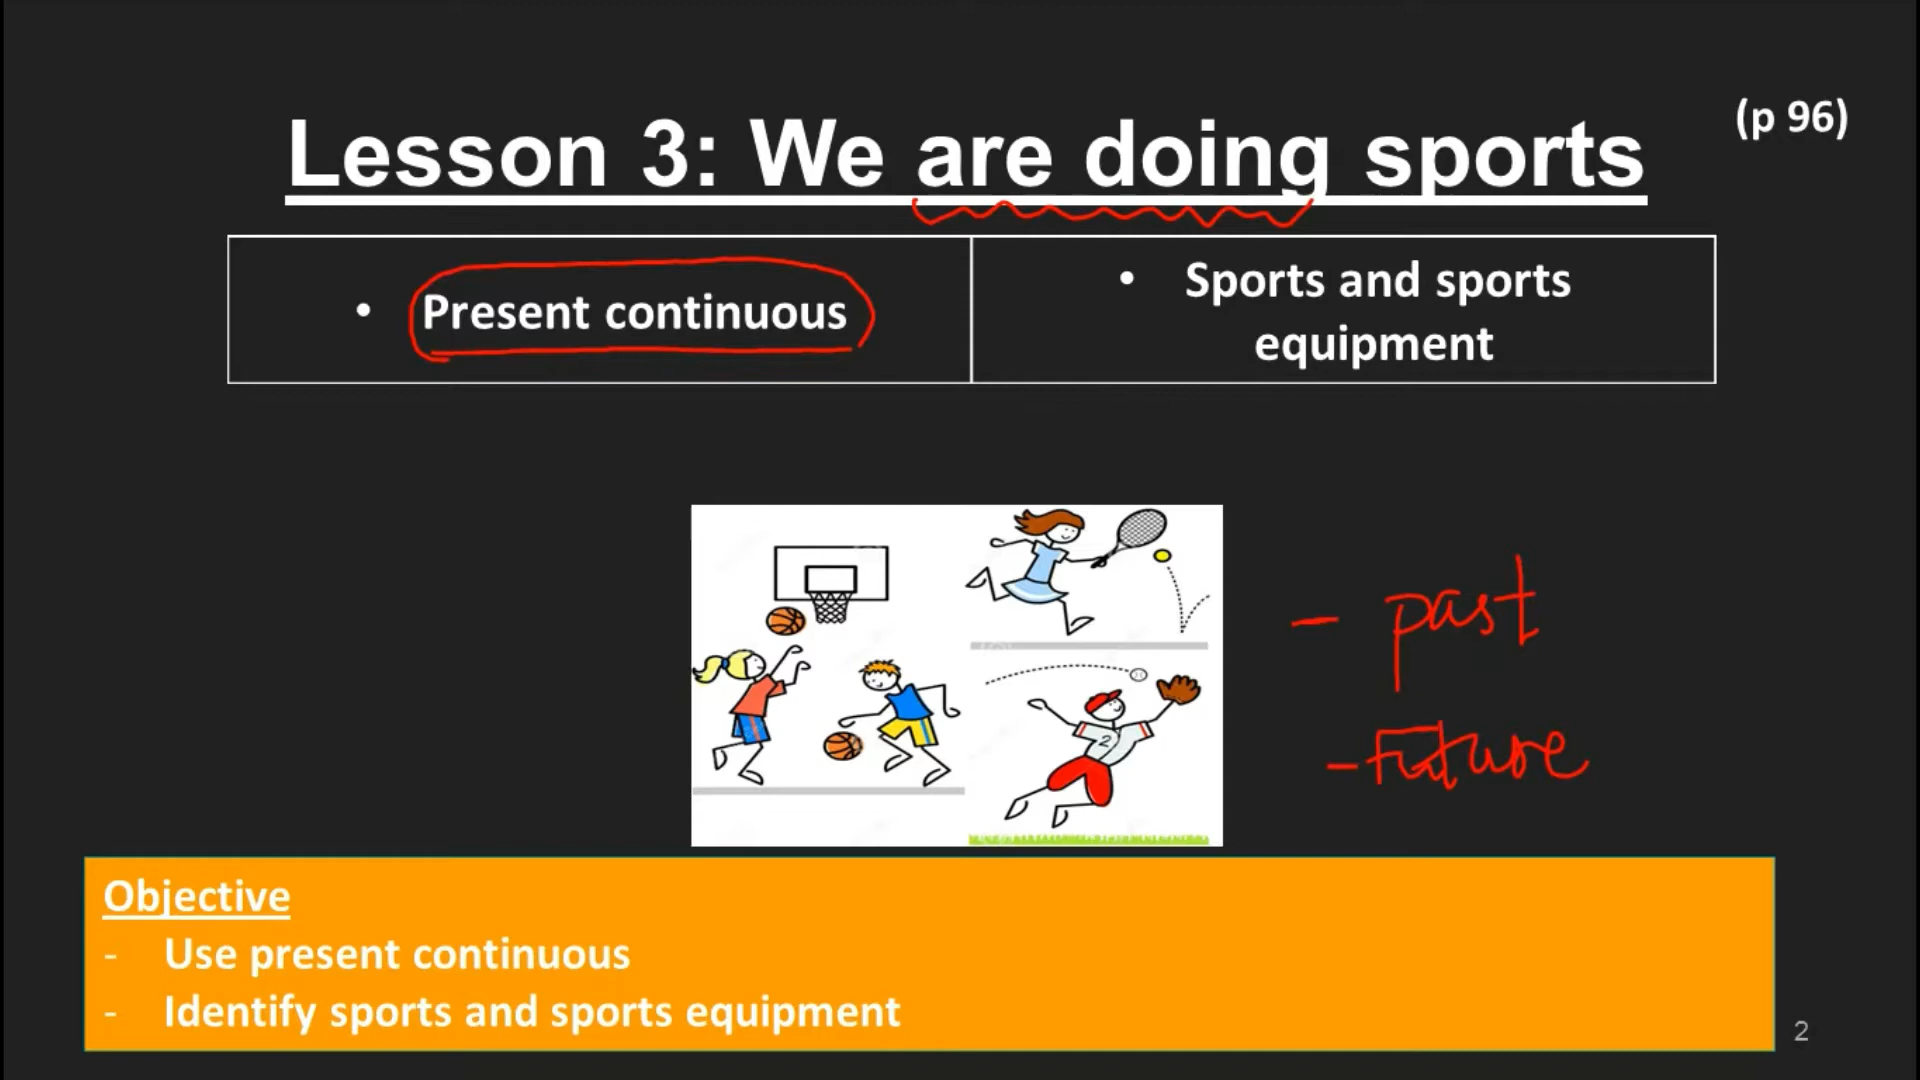 (p 96)
Lesson 3: We are doing sports
• Present continuous
• Sports and sports
equipment
- past
- Future
2
Objective
- Use present continuous
- Identify sports and sports equipment
2